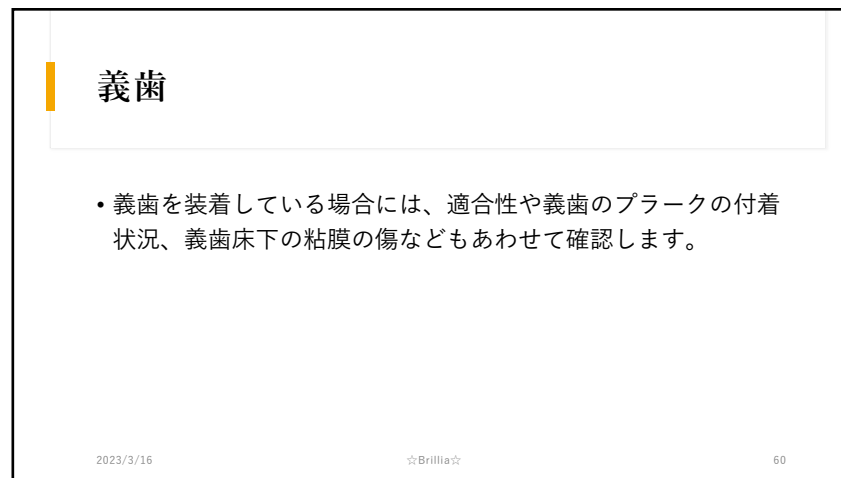 義歯
• 義歯を装着している場合には、適合性や義歯のプラークの付着
状況、義歯床下の粘膜の傷などもあわせて確認します。
2023/3/16 ☆Brillia☆ 60